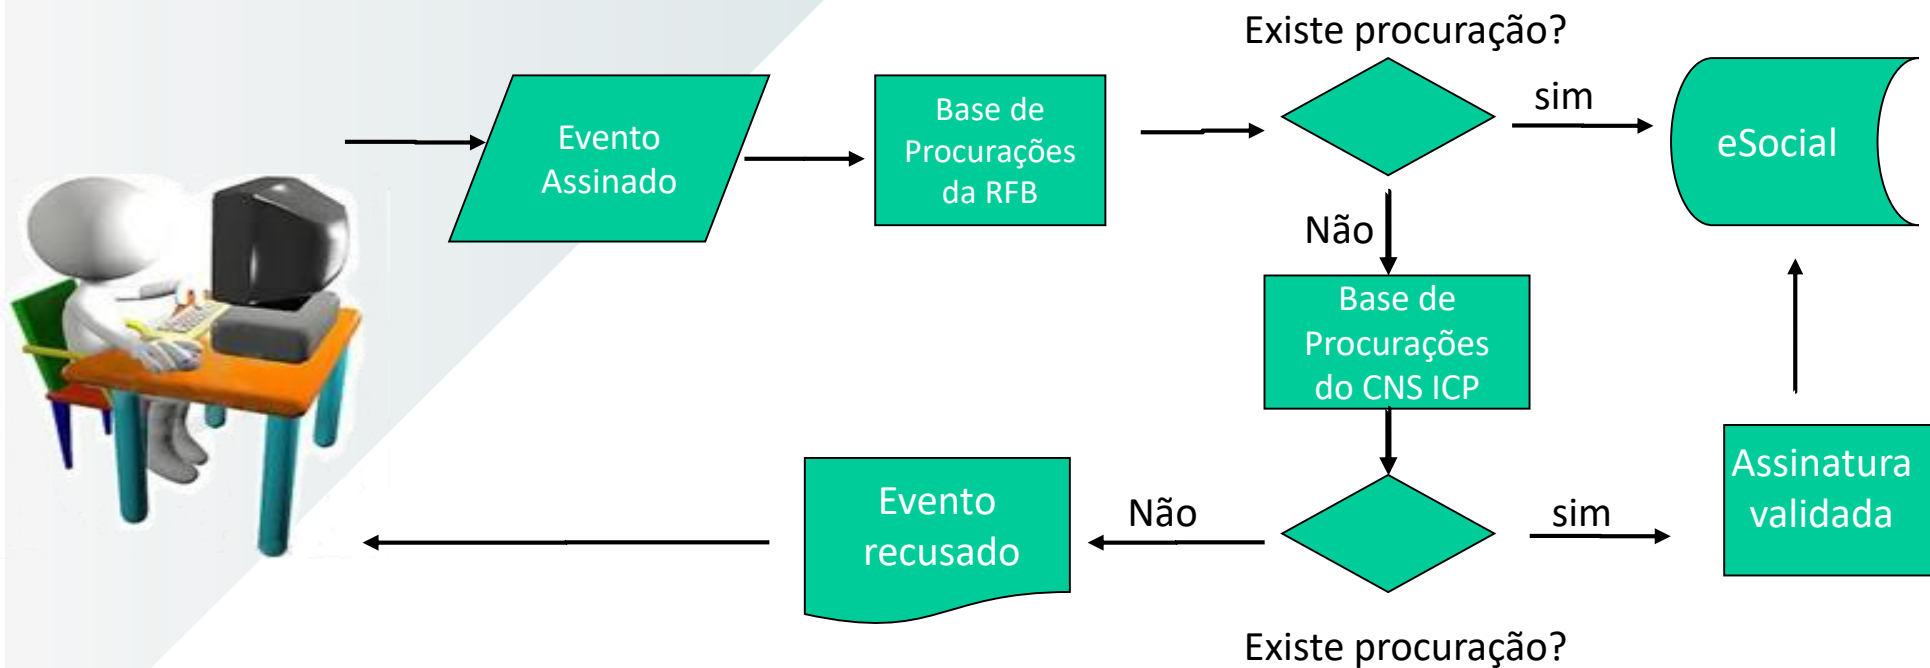 Existe procuração?
Evento
Assinado
Base de
Procurações
da RFB
sim
eSocial
Não
Base de
Procurações
do CNS ICP
Evento
recusado
Não
sim
Assinatura
validada
Existe procuração?